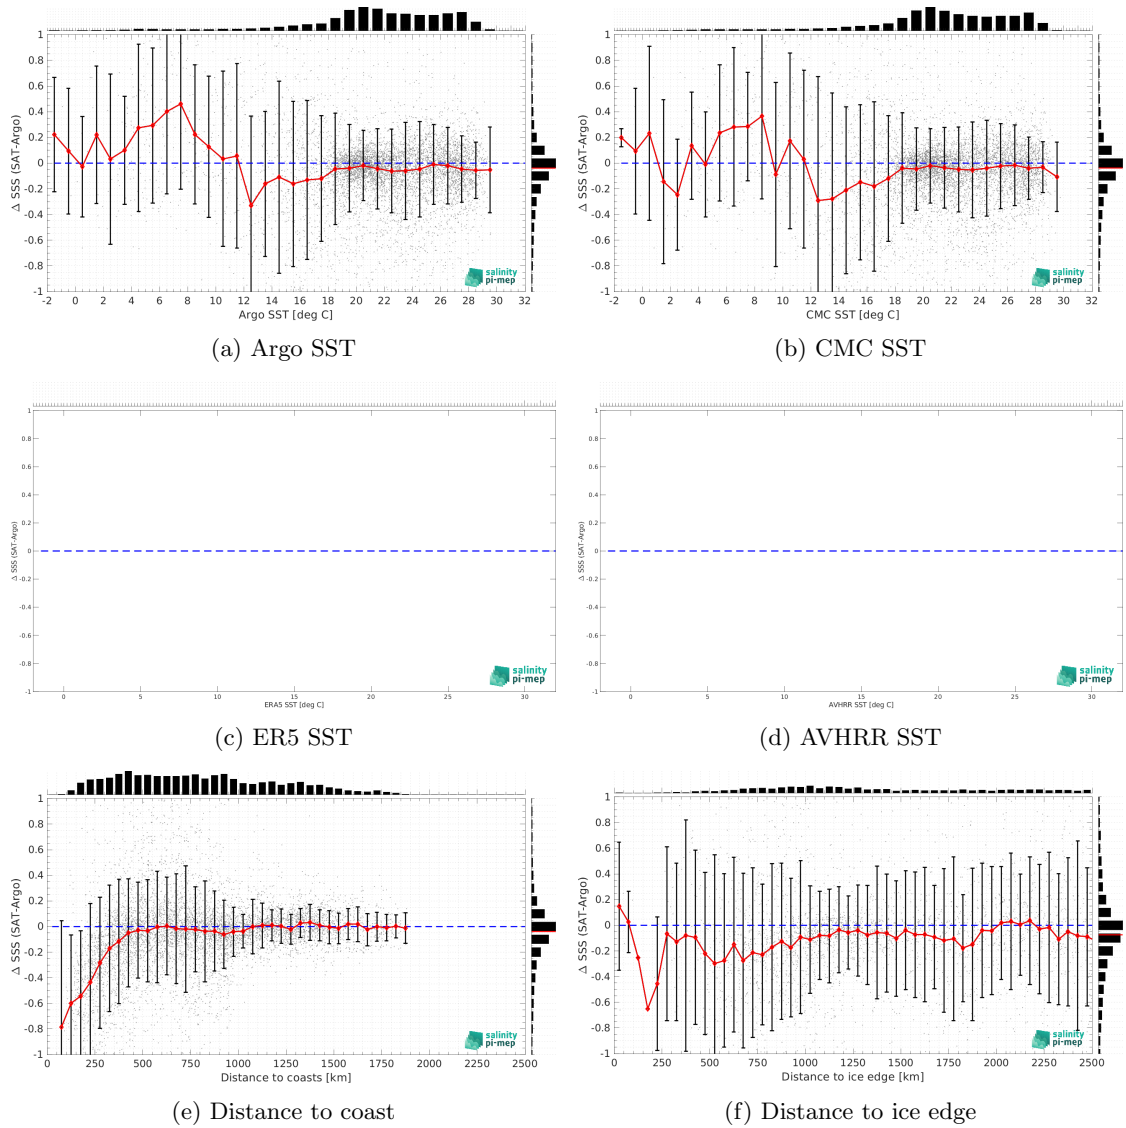 1
0.8
0.6
0.4
0.2
0
-0.2
-0.4
-0.6
-0.8
-1
Δ SSS (SAT-Argo)
-2 0 2 4 6 8 10 12 14 16 18 20 22 24 26 28 30 32
Argo SST [deg C]
salinity
pi-mep
(a) Argo SST
1
0.8
0.6
0.4
0.2
0
-0.2
-0.4
-0.6
-0.8
-1
Δ SSS (SAT-Argo)
-2 0 2 4 6 8 10 12 14 16 18 20 22 24 26 28 30 32
CMC SST [deg C]
salinity
pi-mep
(b) CMC SST
1
0.8
0.6
0.4
0.2
0
-0.2
-0.4
-0.6
-0.8
-1
Δ SSS (SAT-Argo)
0 5 10 15 20 25 30
ERA5 SST [deg C]
salinity
pi-mep
(c) ER5 SST
1
0.8
0.6
0.4
0.2
0
-0.2
-0.4
-0.6
-0.8
-1
Δ SSS (SAT-Argo)
0 5 10 15 20 25 30
AVHRR SST [deg C]
salinity
pi-mep
(d) AVHRR SST
1
0.8
0.6
0.4
0.2
0
-0.2
-0.4
-0.6
-0.8
-1
Δ SSS (SAT-Argo)
0 250 500 750 1000 1250 1500 1750 2000 2250 2500
Distance to coasts [km]
salinity
pi-mep
(e) Distance to coast
1
0.8
0.6
0.4
0.2
0
-0.2
-0.4
-0.6
-0.8
-1
Δ SSS (SAT-Argo)
0 250 500 750 1000 1250 1500 1750 2000 2250 2500
Distance to ice edge [km]
salinity
pi-mep
(f) Distance to ice edge